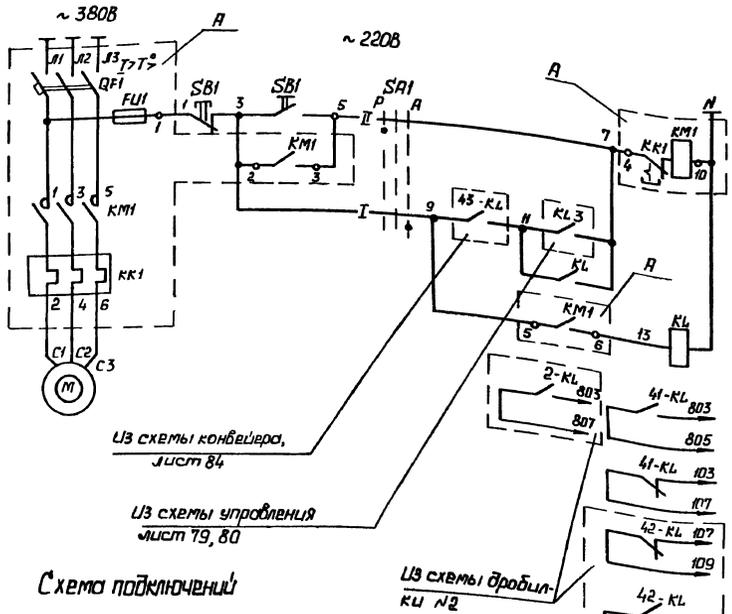 ~ 380В
А
~ 220В
Л1 Л2 Л3 Т> Т>°
QF1
FU1
1
1
SB1
3
SB1
5
II
P
SA1
А
КМ1
2
3
7
А
N
КК1
КМ1
4
10
1 3 5
КМ1
КК1
2 4 6
С1 С2 С3
М
I
9
43-KL
11
KL3
KL
А
КМ1
5
6
13
KL
2-KL
803
807
41-KL
803
805
41-KL
103
107
42-KL
107
109
42-KL
Из схемы конвейера,
лист 84
Из схемы управления
лист 79, 80
Схема подключений
Из схемы дробил-
ки N2